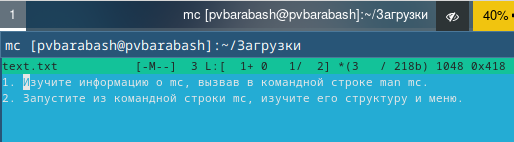 1 mc [pvbarabash@pvbarabash]:~/Загрузки 40%
mc [pvbarabash@pvbarabash]:~/Загрузки
text.txt [-M--] 3 L:[ 1+ 0 1/ 2] *(3 / 218b) 1048 0x418
1. Изучите информацию о mc, вызвав в командной строке man mc.
2. Запустите из командной строки mc, изучите его структуру и меню.